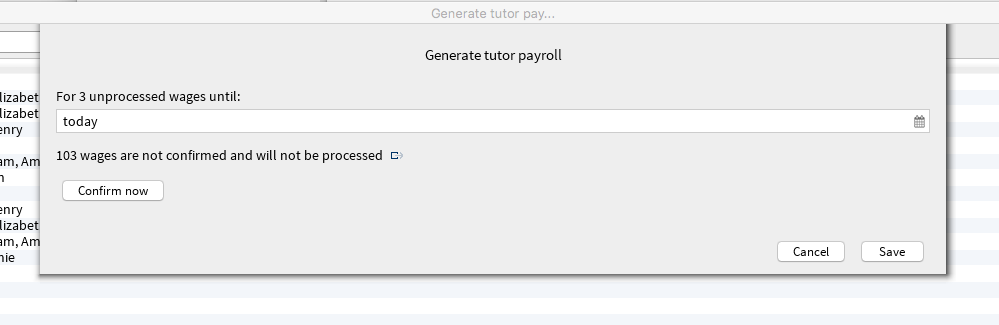 Generate tutor pay...
Generate tutor payroll
For 3 unprocessed wages until:
today
103 wages are not confirmed and will not be processed
Confirm now
Cancel
Save
lizabet
lizabet
enry
am, Am
n
enry
lizabet
am, Am
nie